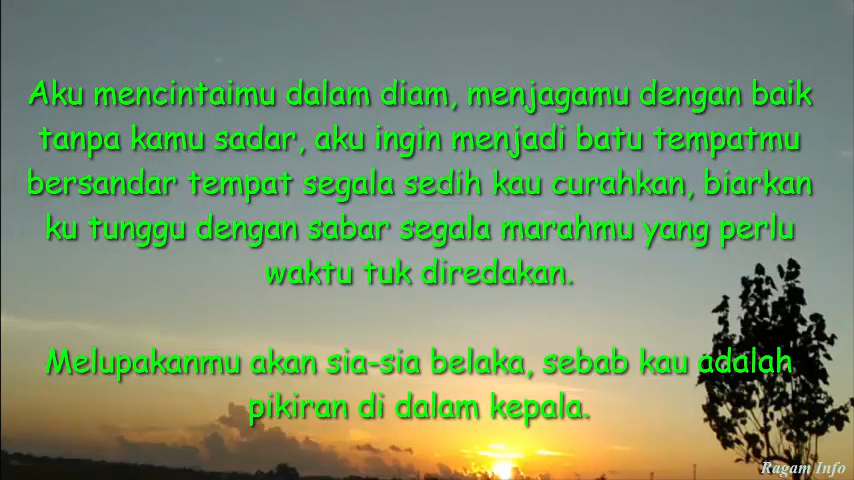 Aku mencintaimu dalam diam, menjagamu dengan baik
tanpa kamu sadar, aku ingin menjadi batu tempatmu
bersandar tempat segala sedih kau curahkan, biarkan
ku tunggu dengan sabar segala marahmu yang perlu
waktu tuk diredakan.
Melupakanmu akan sia-sia belaka, sebab kau adalah
pikiran di dalam kepala.
Ragam Info